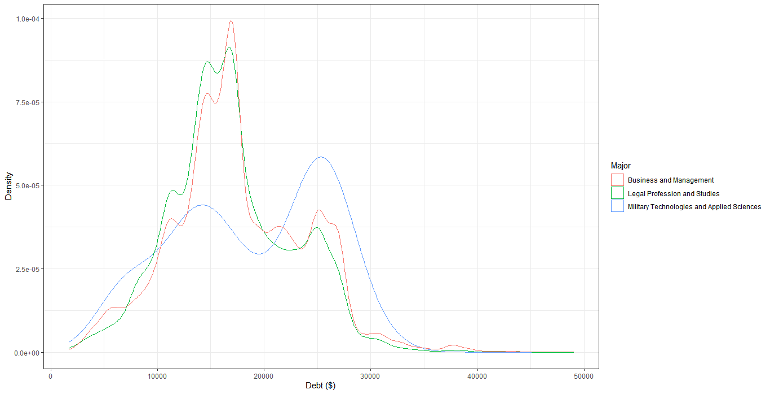 1.0e-04
7.5e-05
5.0e-05
2.5e-05
0.0e+00
Density
0
10000
20000
30000
40000
50000
Debt ($)
Major
Business and Management
Legal Profession and Studies
Military Technologies and Applied Sciences